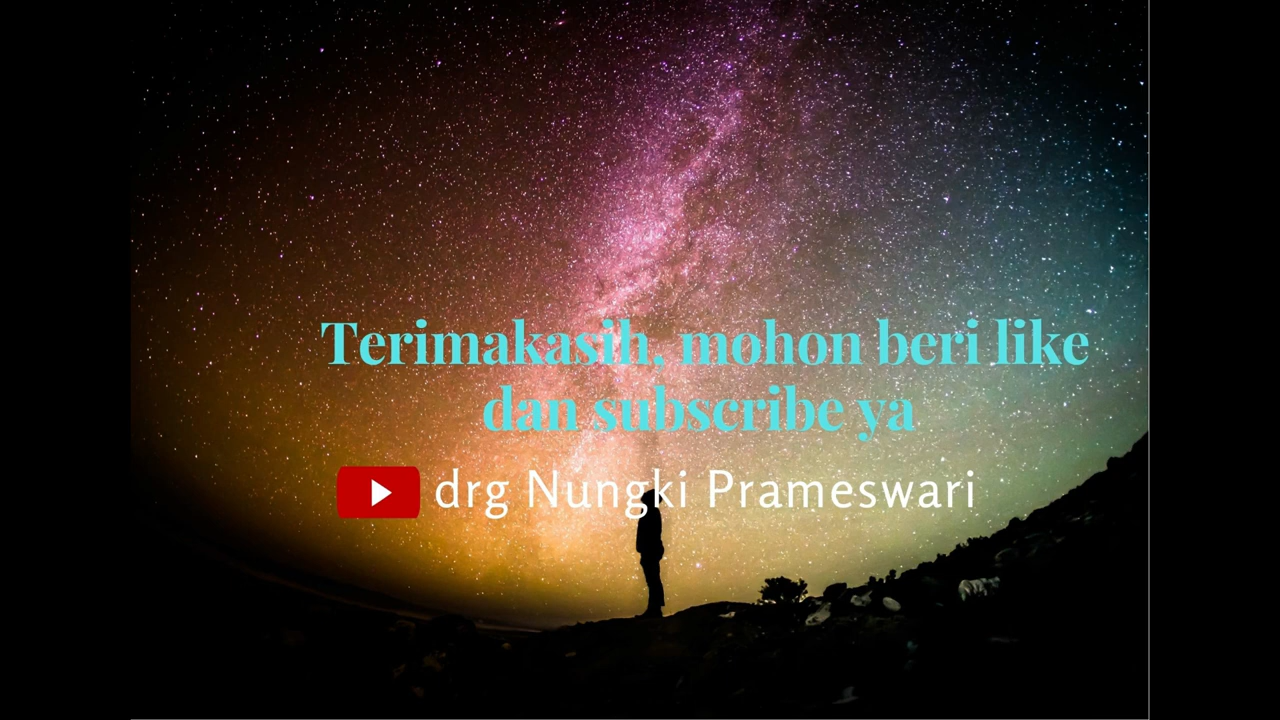 Terimakasih, mohon beri like
dan subscribe ya
drg Nungki Prameswari